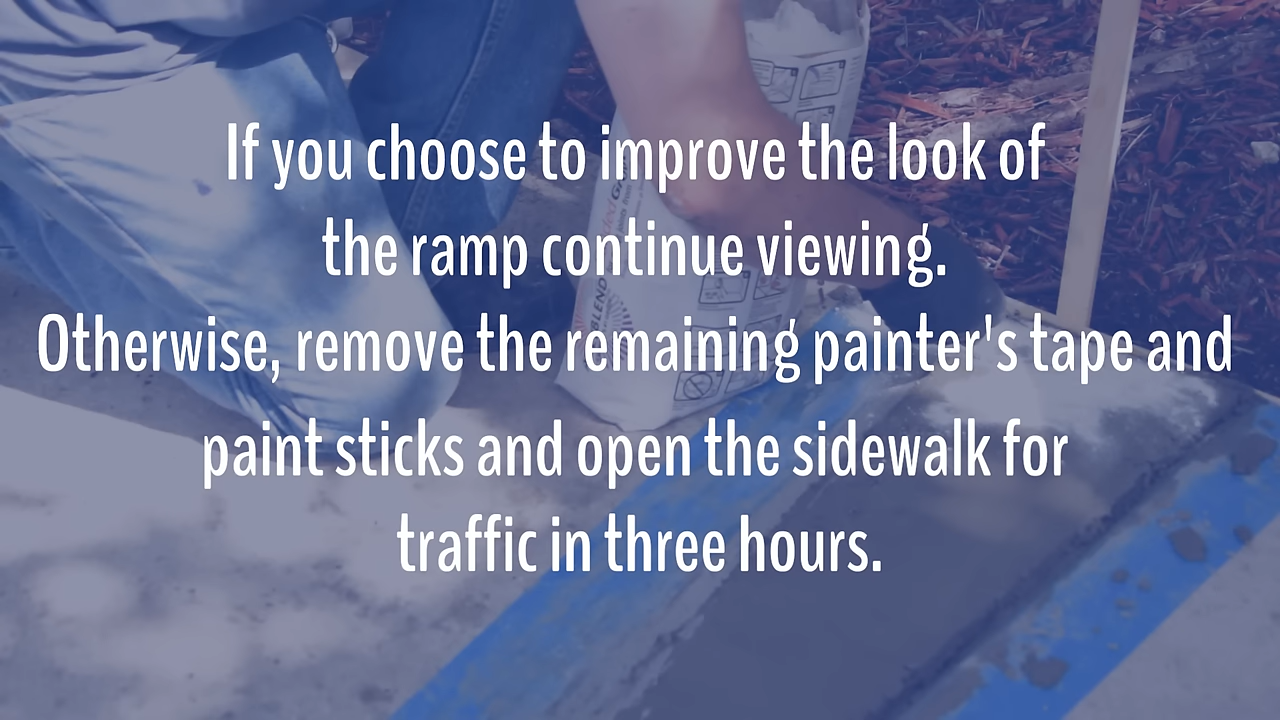 If you choose to improve the look of
the ramp continue viewing.
Otherwise, remove the remaining painter's tape and
paint sticks and open the sidewalk for
traffic in three hours.
BLEND